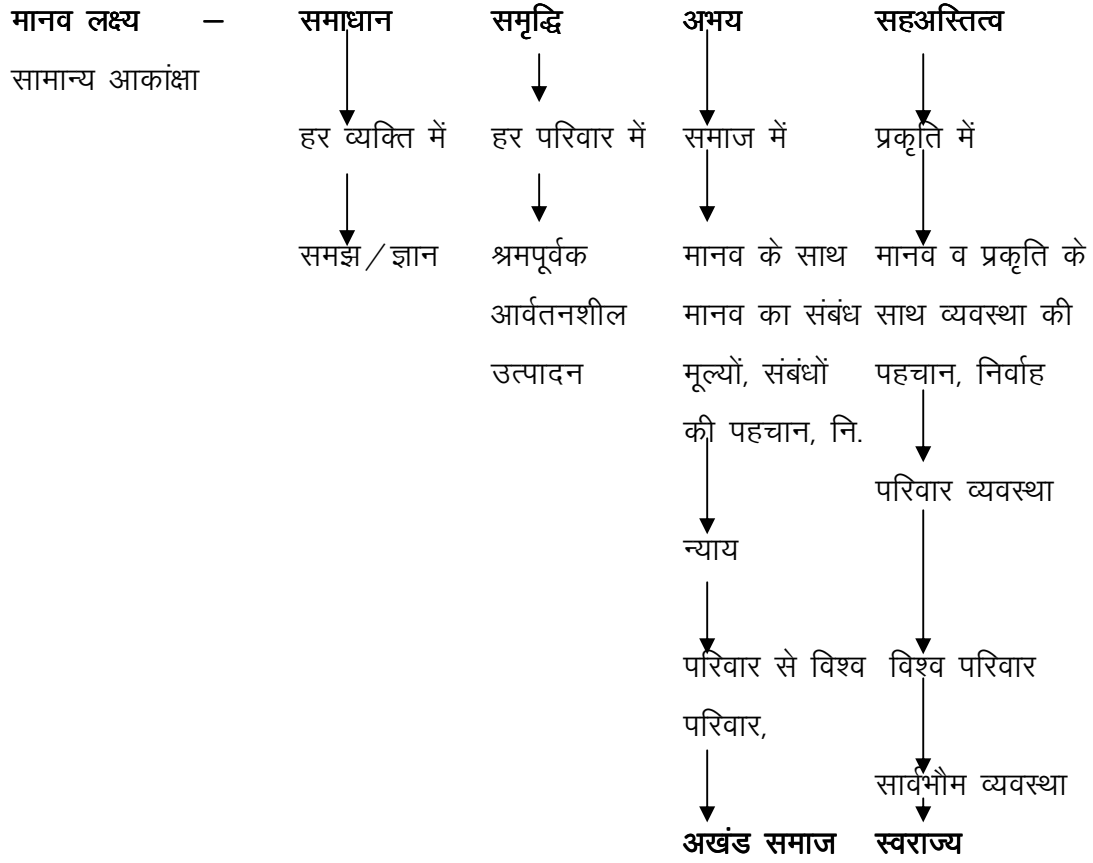 मानव लक्ष्य – समाधान समृद्धि अभय सहअस्तित्व
सामान्य आकांक्षा
हर व्यक्ति में हर परिवार में समाज में प्रकृति में
समझ/ज्ञान श्रमपूर्वक मानव के साथ मानव व प्रकृति के
आर्वतनशील मानव का संबंध साथ व्यवस्था की
उत्पादन मूल्यों, संबंधों पहचान, निर्वाह
की पहचान, नि.
परिवार व्यवस्था
न्याय
परिवार से विश्व विश्व परिवार
परिवार,
सार्वभौम व्यवस्था
अखंड समाज स्वराज्य